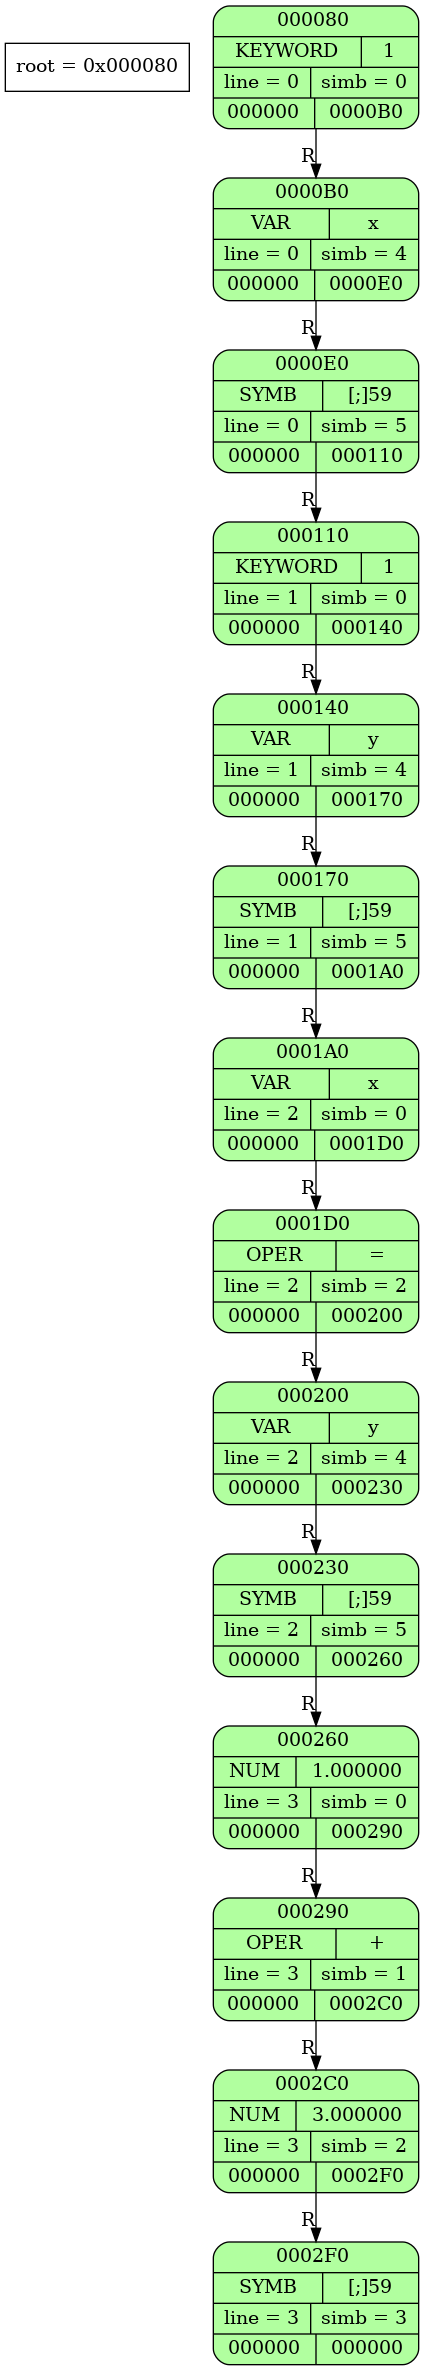 000080
root = 0x000080
KEYWORD 1
line = 0 simb = 0
000000 0000B0
R
0000B0
VAR x
line = 0 simb = 4
000000 0000E0
R
0000E0
SYMB [;]59
line = 0 simb = 5
000000 000110
R
000110
KEYWORD 1
line = 1 simb = 0
000000 000140
R
000140
VAR y
line = 1 simb = 4
000000 000170
R
000170
SYMB [;]59
line = 1 simb = 5
000000 0001A0
R
0001A0
VAR x
line = 2 simb = 0
000000 0001D0
R
0001D0
OPER =
line = 2 simb = 2
000000 000200
R
000200
VAR y
line = 2 simb = 4
000000 000230
R
000230
SYMB [;]59
line = 2 simb = 5
000000 000260
R
000260
NUM 1.000000
line = 3 simb = 0
000000 000290
R
000290
OPER +
line = 3 simb = 1
000000 0002C0
R
0002C0
NUM 3.000000
line = 3 simb = 2
000000 0002F0
R
0002F0
SYMB [;]59
line = 3 simb = 3
000000 000000